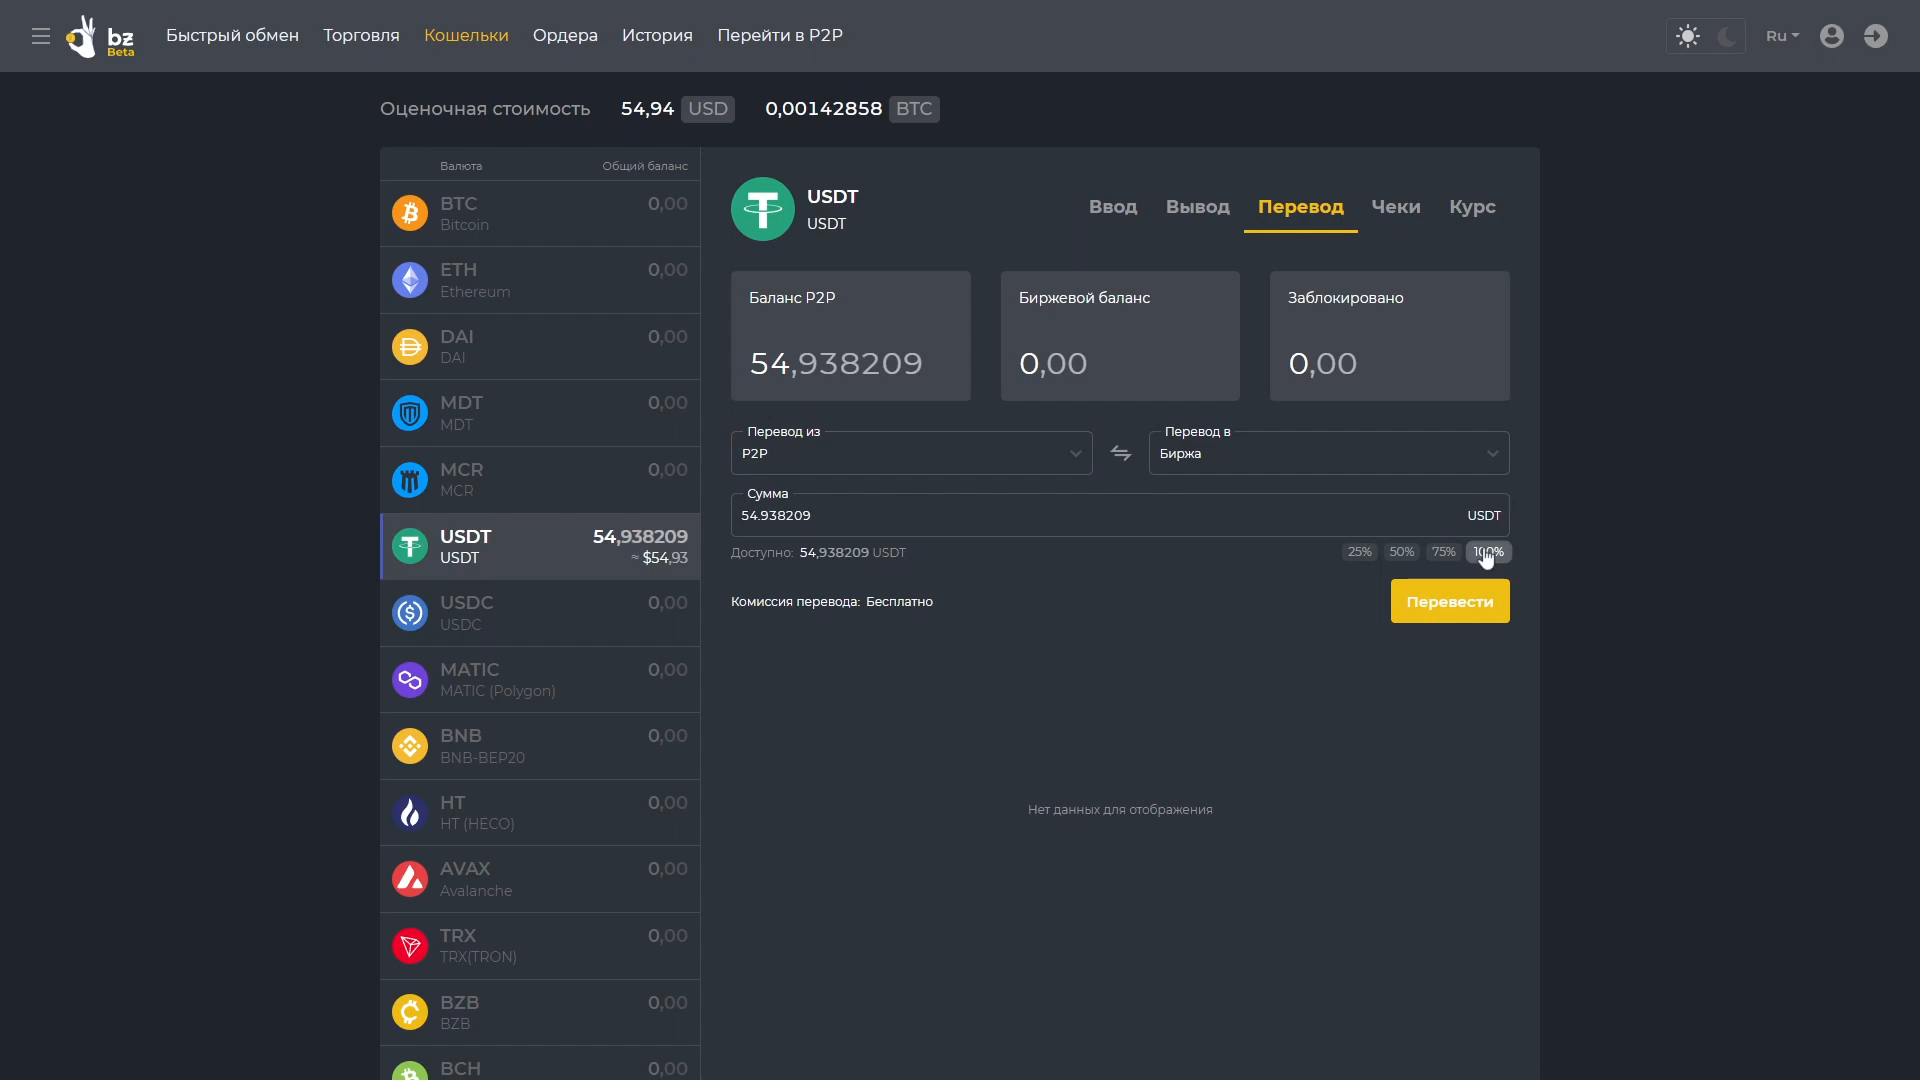 bz
Beta
Быстрый обмен
Торговля
Кошельки
Ордера
История
Перейти в P2P
Ru
Оценочная стоимость 54,94 USD 0,00142858 BTC
Валюта Общий баланс
BTC 0,00
Bitcoin
ETH 0,00
Ethereum
DAI 0,00
DAI
MDT 0,00
MDT
MCR 0,00
MCR
USDT 54,938209
USDT ≈ $54,93
USDC 0,00
USDC
MATIC 0,00
MATIC (Polygon)
BNB 0,00
BNB-BEP20
HT 0,00
HT (HECO)
AVAX 0,00
Avalanche
TRX 0,00
TRX(TRON)
BZB 0,00
BZB
BCH 0,00
USDT
USDT
Ввод
Вывод
Перевод
Чеки
Курс
Баланс P2P
54,938209
Биржевой баланс
0,00
Заблокировано
0,00
Перевод из
P2P
Перевод в
Биржа
Сумма
54.938209 USDT
Доступно: 54,938209 USDT
25% 50% 75% 100%
Комиссия перевода: Бесплатно
Перевести
Нет данных для отображения